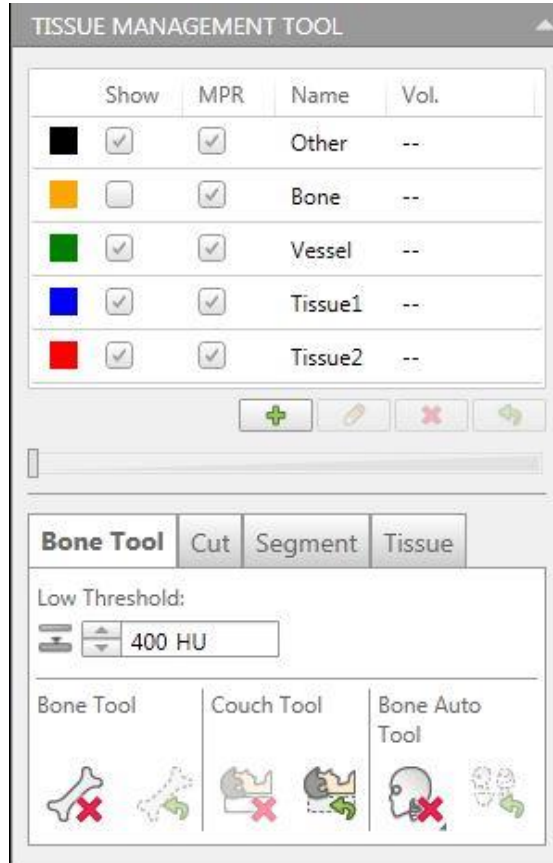 TISSUE MANAGEMENT TOOL
Show MPR Name Vol.
Other --
Bone --
Vessel --
Tissue1 --
Tissue2 --
Bone Tool Cut Segment Tissue
Low Threshold:
400 HU
Bone Tool Couch Tool Bone Auto
Tool